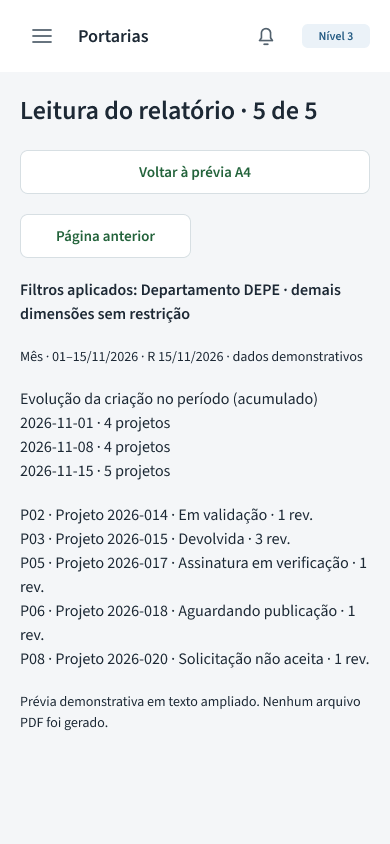 Portarias
Nível 3
Leitura do relatório · 5 de 5
Voltar à prévia A4
Página anterior
Filtros aplicados: Departamento DEPE · demais
dimensões sem restrição
Mês · 01–15/11/2026 · R 15/11/2026 · dados demonstrativos
Evolução da criação no período (acumulado)
2026-11-01 · 4 projetos
2026-11-08 · 4 projetos
2026-11-15 · 5 projetos
P02 · Projeto 2026-014 · Em validação · 1 rev.
P03 · Projeto 2026-015 · Devolvida · 3 rev.
P05 · Projeto 2026-017 · Assinatura em verificação · 1
rev.
P06 · Projeto 2026-018 · Aguardando publicação · 1
rev.
P08 · Projeto 2026-020 · Solicitação não aceita · 1 rev.
Prévia demonstrativa em texto ampliado. Nenhum arquivo
PDF foi gerado.